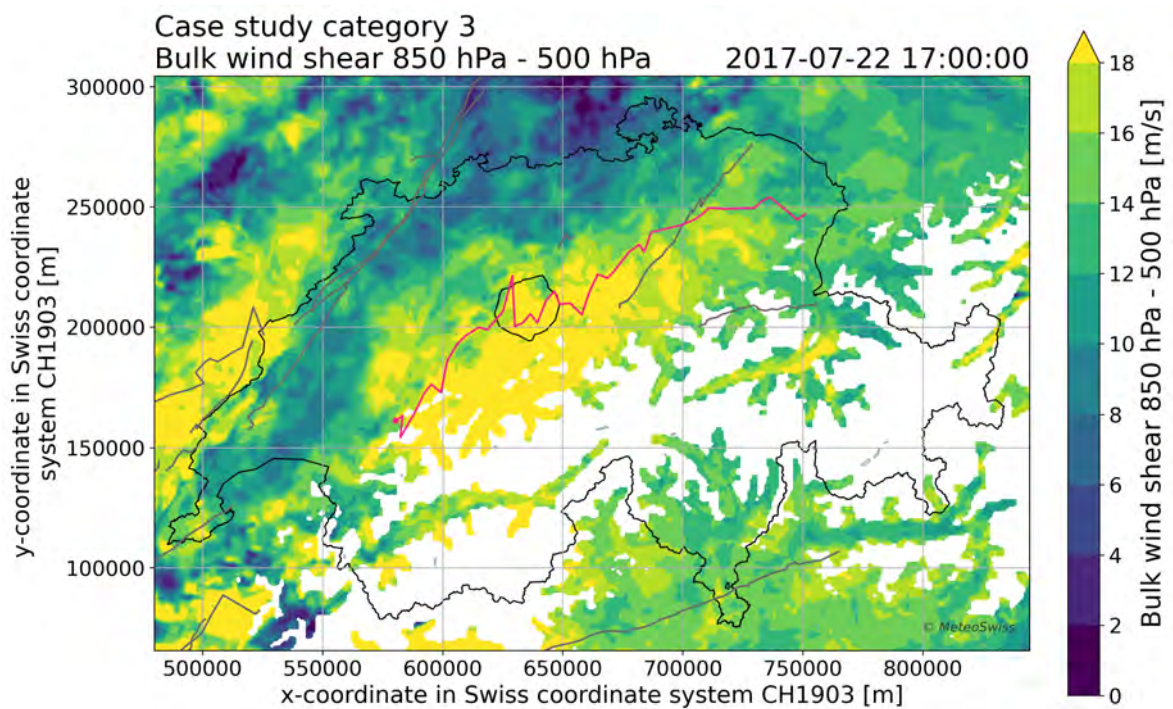 Case study category 3
Bulk wind shear 850 hPa - 500 hPa 2017-07-22 17:00:00
300000
250000
200000
150000
100000
y-coordinate in Swiss coordinate
system CH1903 [m]
500000 550000 600000 650000 700000 750000 800000
x-coordinate in Swiss coordinate system CH1903 [m]
© MeteoSwiss
18
16
14
12
10
8
6
4
2
0
Bulk wind shear 850 hPa - 500 hPa [m/s]